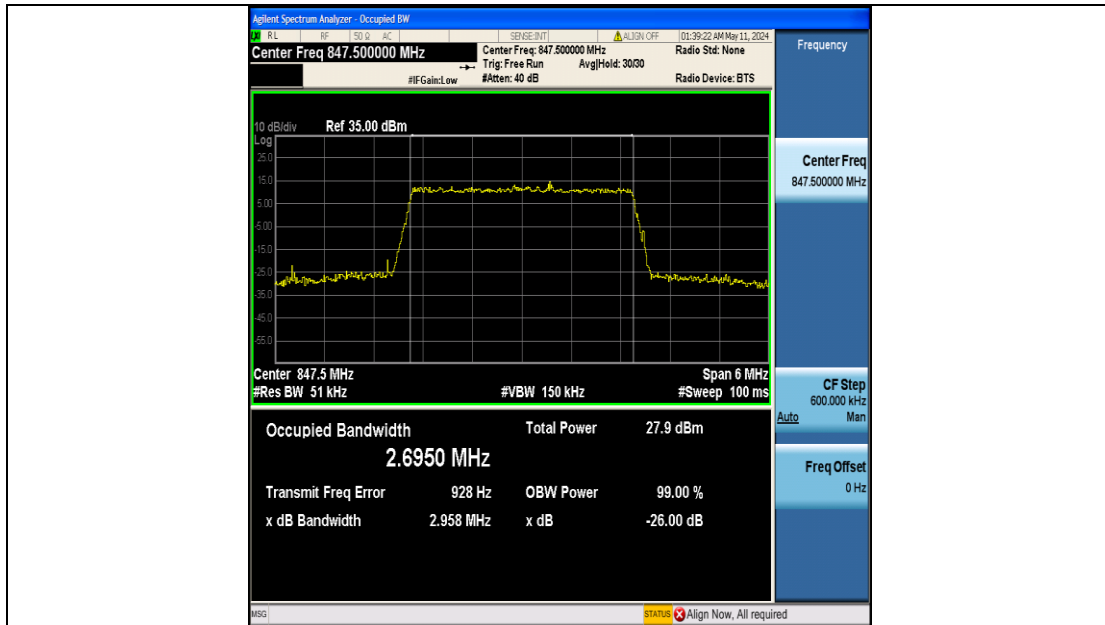 Agilent Spectrum Analyzer - Occupied BW
RL RF 50 Ω AC SENSE:INT ALIGN OFF 01:39:22 AM May 11, 2024
Center Freq 847.500000 MHz
Center Freq: 847.500000 MHz Radio Std: None
Trig: Free Run Avg|Hold: 30/30
#IFGain:Low #Atten: 40 dB Radio Device: BTS
Frequency
10 dB/div Ref 35.00 dBm
Log
25.0
15.0
5.00
-5.00
-15.0
-25.0
-35.0
-45.0
-55.0
Center 847.5 MHz Span 6 MHz
#Res BW 51 kHz #VBW 150 kHz #Sweep 100 ms
Occupied Bandwidth Total Power 27.9 dBm
2.6950 MHz
Transmit Freq Error 928 Hz OBW Power 99.00 %
x dB Bandwidth 2.958 MHz x dB -26.00 dB
Center Freq
847.500000 MHz
CF Step
600.000 kHz
Auto Man
Freq Offset
0 Hz
MSG STATUS Align Now, All required